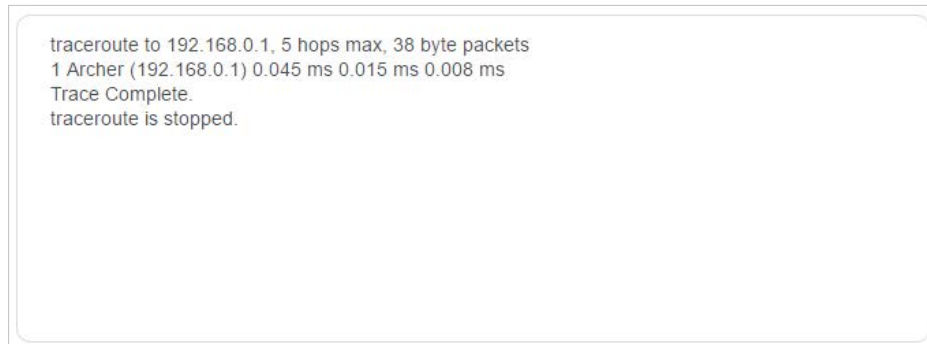 traceroute to 192.168.0.1, 5 hops max, 38 byte packets
1 Archer (192.168.0.1) 0.045 ms 0.015 ms 0.008 ms
Trace Complete.
traceroute is stopped.